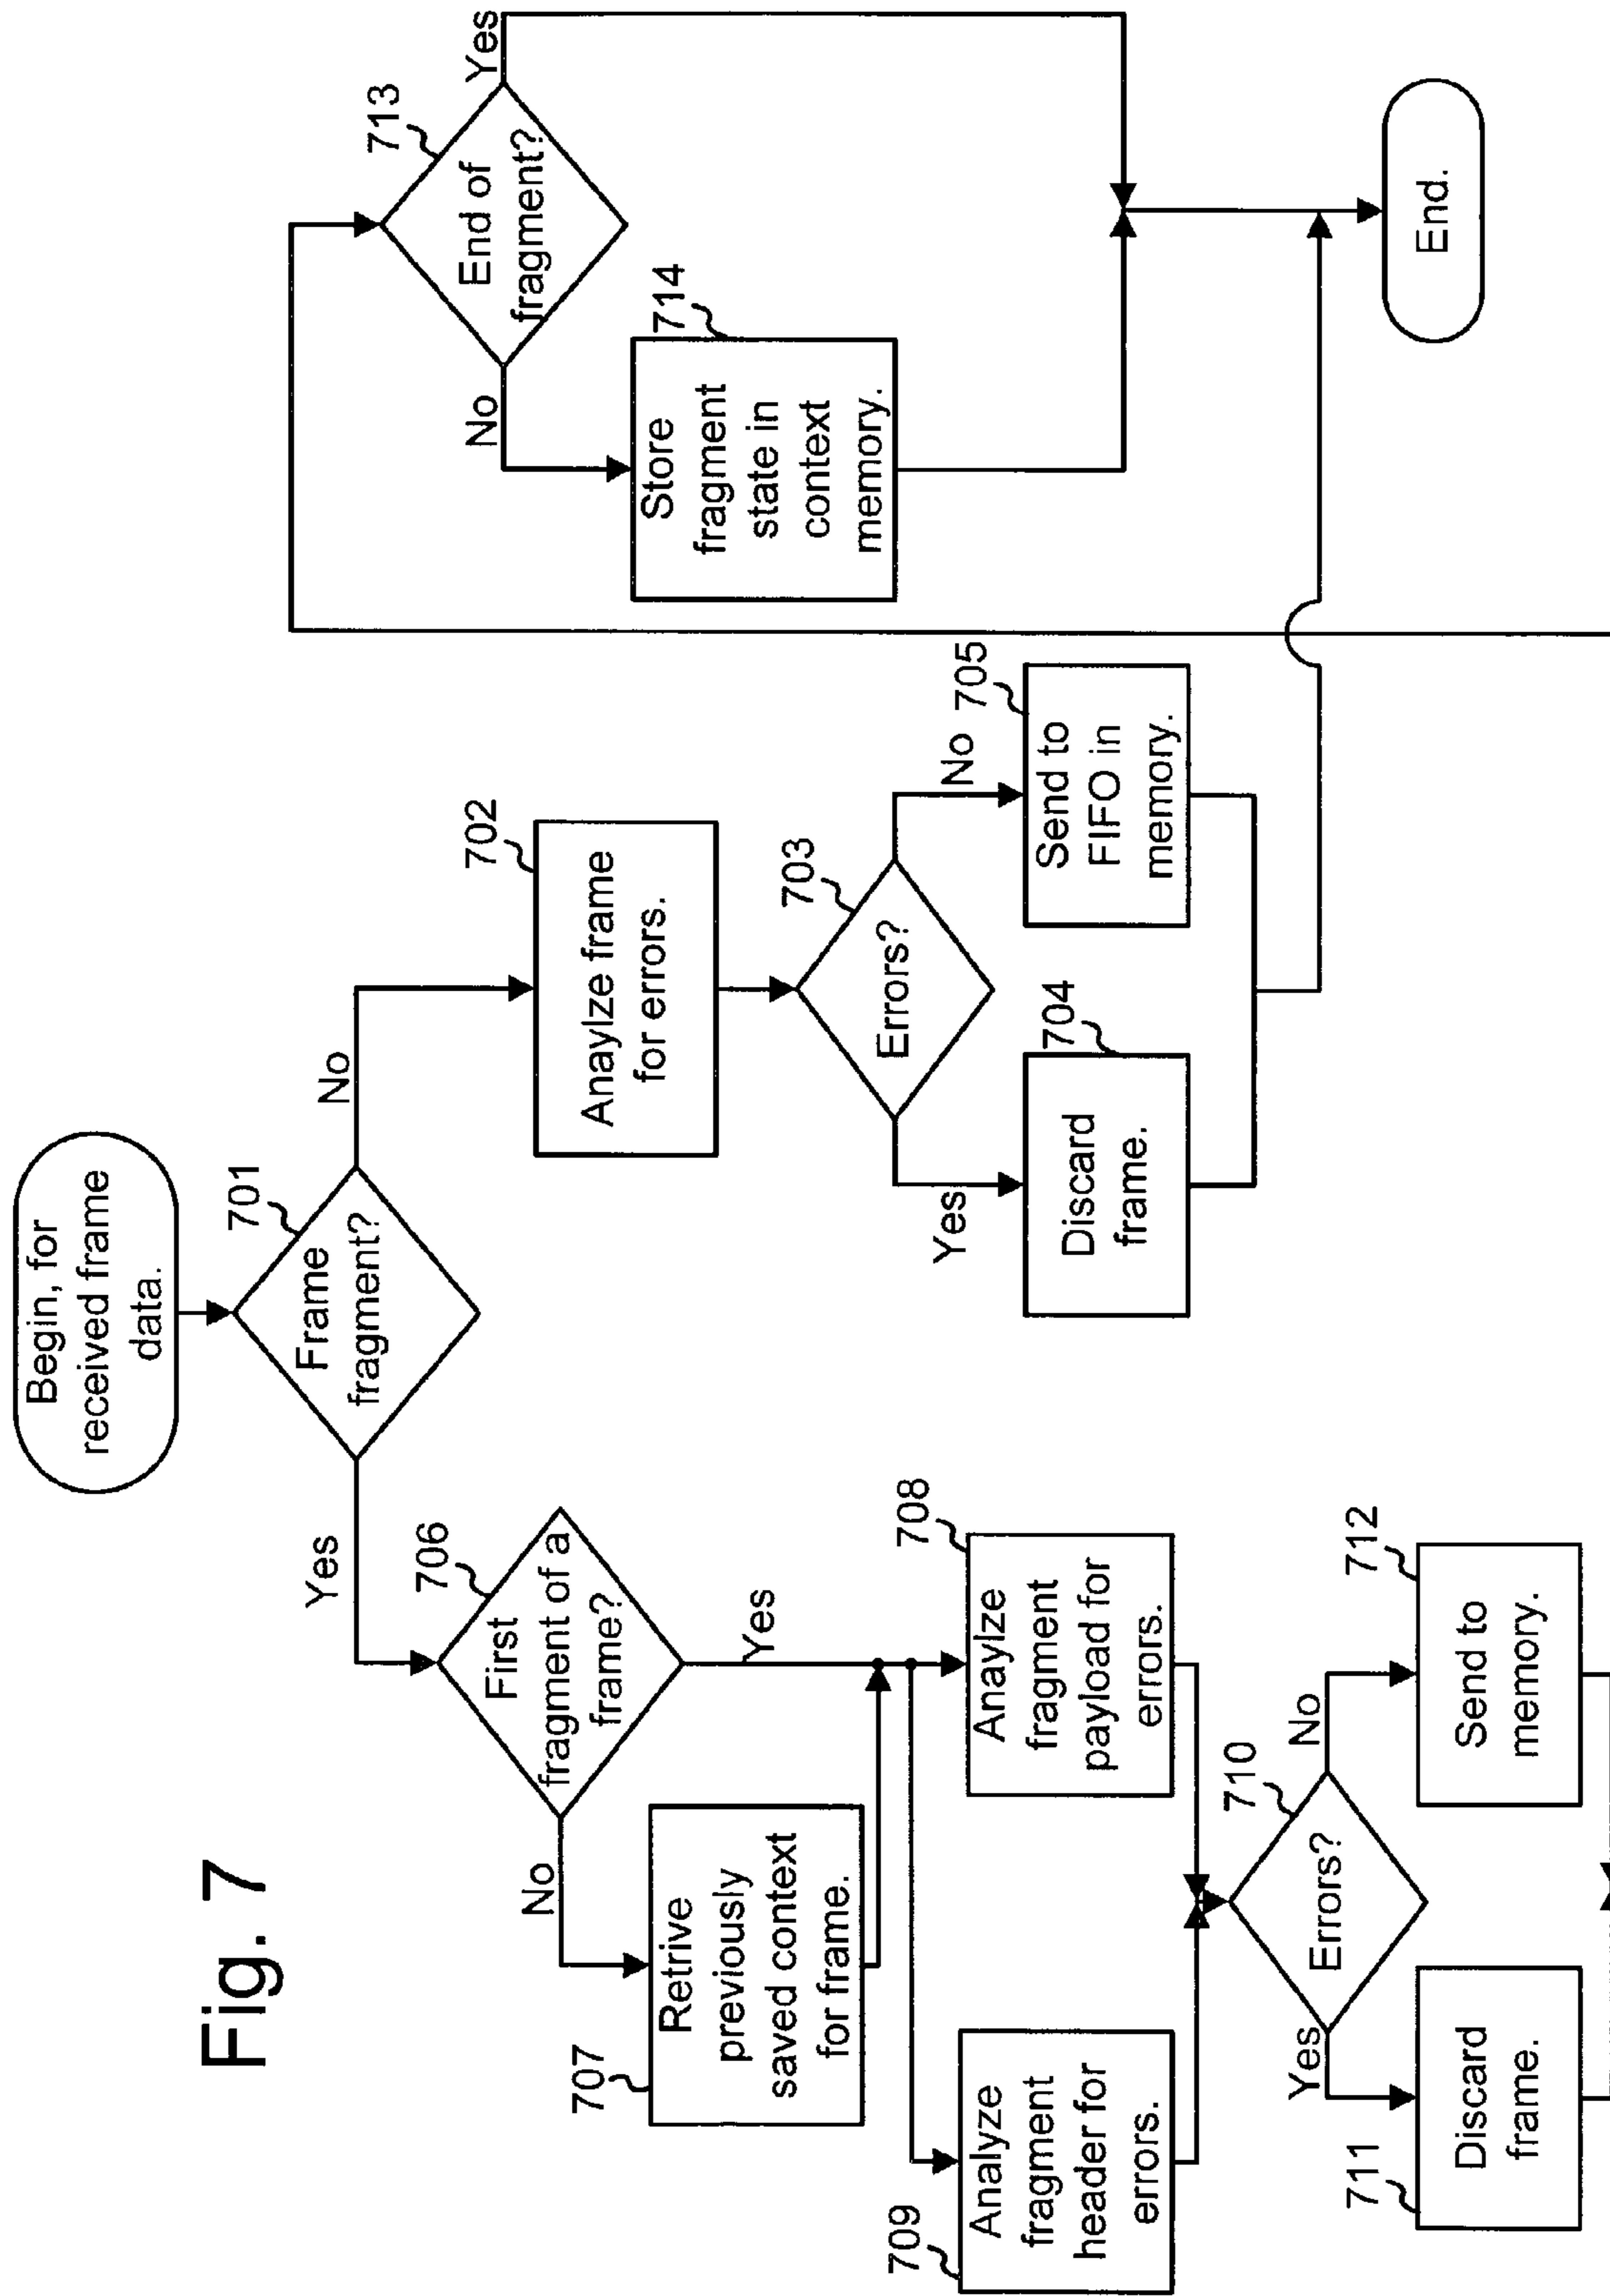 Fig. 7
Begin, for
received frame
data.
701
Frame
fragment?
Yes
No
702
Anaylze frame
for errors.
703
Errors?
Yes
No
704
Discard
frame.
705
Send to
FIFO in
memory.
706
First
fragment of a
frame?
No
Yes
707
Retrive
previously
saved context
for frame.
708
Anaylze
fragment
payload for
errors.
709
Analyze
fragment
header for
errors.
710
Errors?
Yes
No
711
Discard
frame.
712
Send to
memory.
713
End of
fragment?
No
Yes
714
Store
fragment
state in
context
memory.
End.